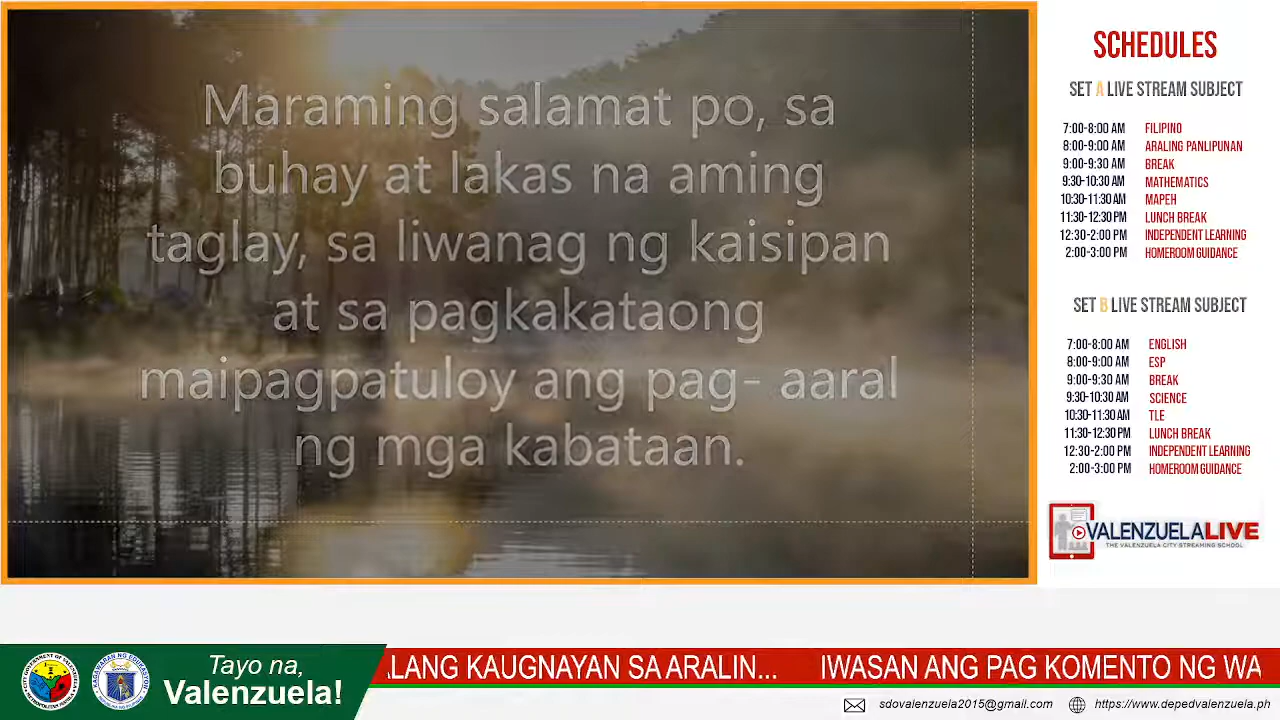 Maraming salamat po, sa
buhay at lakas na aming
taglay, sa liwanag ng kaisipan
at sa pagkakataong
maipagpatuloy ang pag- aaral
ng mga kabataan.
SCHEDULES
SET A LIVE STREAM SUBJECT
7:00-8:00 AM FILIPINO
8:00-9:00 AM ARALING PANLIPUNAN
9:00-9:30 AM BREAK
9:30-10:30 AM MATHEMATICS
10:30-11:30 AM MAPEH
11:30-12:30 PM LUNCH BREAK
12:30-2:00 PM INDEPENDENT LEARNING
2:00-3:00 PM HOMEROOM GUIDANCE
SET B LIVE STREAM SUBJECT
7:00-8:00 AM ENGLISH
8:00-9:00 AM ESP
9:00-9:30 AM BREAK
9:30-10:30 AM SCIENCE
10:30-11:30 AM TLE
11:30-12:30 PM LUNCH BREAK
12:30-2:00 PM INDEPENDENT LEARNING
2:00-3:00 PM HOMEROOM GUIDANCE
VALENZUELALIVE
THE VALENZUELA CITY STREAMING SCHOOL
Tayo na,
Valenzuela!
ALANG KAUGNAYAN SA ARALIN... IWASAN ANG PAG KOMENTO NG WA
sdovalenzuela2015@gmail.com https://www.depedvalenzuela.ph